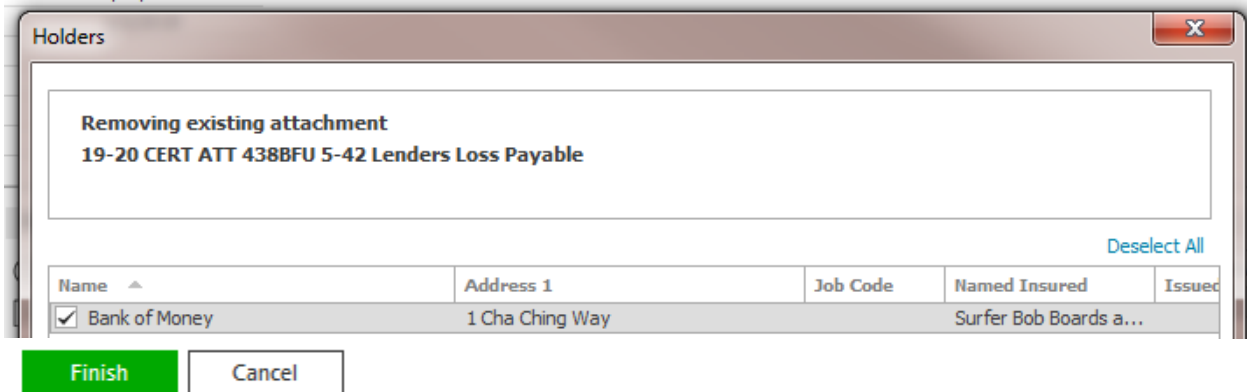 Holders
X
Removing existing attachment
19-20 CERT ATT 438BFU 5-42 Lenders Loss Payable
Deselect All
Name Address 1 Job Code Named Insured Issued
Bank of Money 1 Cha Ching Way Surfer Bob Boards a...
Finish Cancel